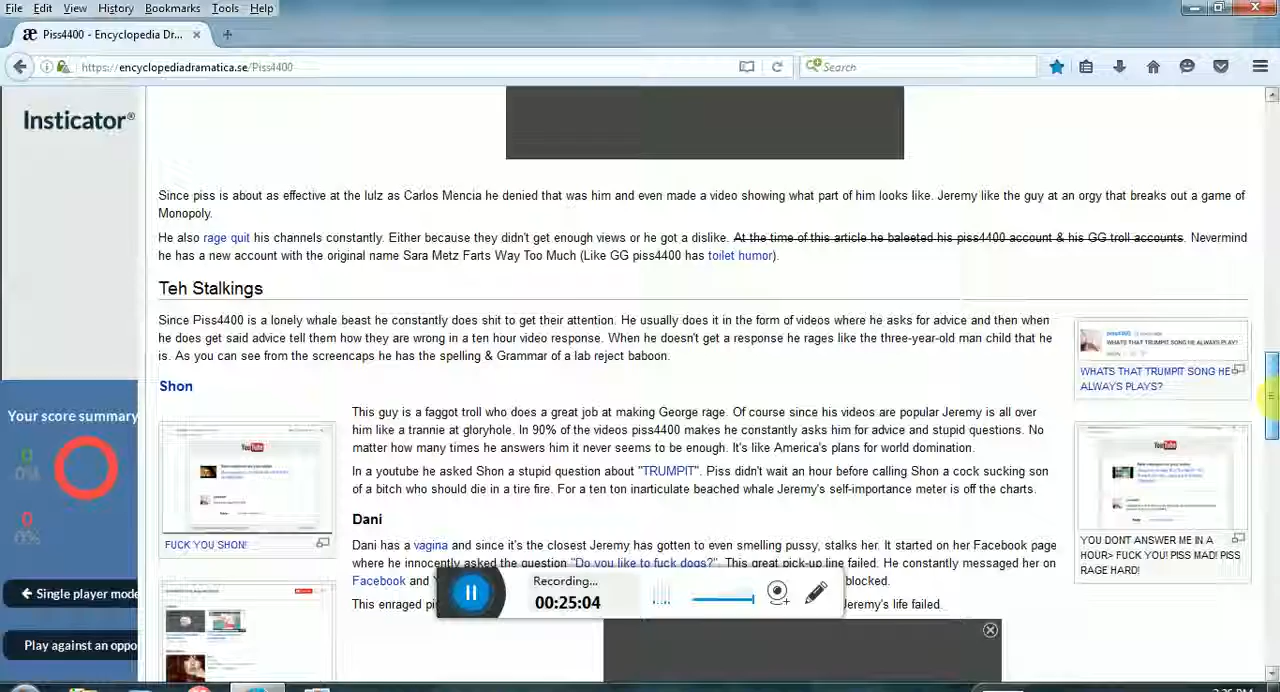 File Edit View History Bookmarks Tools Help
æ Piss4400 - Encyclopedia Dr... × +
https://encyclopediadramatica.se/Piss4400
Search
Insticator®
Since piss is about as effective at the lulz as Carlos Mencia he denied that was him and even made a video showing what part of him looks like. Jeremy like the guy at an orgy that breaks out a game of
Monopoly.
He also rage quit his channels constantly. Either because they didn't get enough views or he got a dislike. At the time of this article he baleeted his piss4400 account & his GG troll accounts. Nevermind
he has a new account with the original name Sara Metz Farts Way Too Much (Like GG piss4400 has toilet humor).
Teh Stalkings
Since Piss4400 is a lonely whale beast he constantly does shit to get their attention. He usually does it in the form of videos where he asks for advice and then when
he does get said advice tell them how they are wrong in a ten hour video response. When he doesn't get a response he rages like the three-year-old man child that he
is. As you can see from the screencaps he has the spelling & Grammar of a lab reject baboon.
WHATS THAT TRUMPIT SONG HE ALWAYS PLAY?
WHATS THAT TRUMPIT SONG HE
ALWAYS PLAYS?
Shon
This guy is a faggot troll who does a great job at making George rage. Of course since his videos are popular Jeremy is all over
him like a trannie at gloryhole. In 90% of the videos piss4400 makes he constantly asks him for advice and stupid questions. No
matter how many times he answers him it never seems to be enough. It's like America's plans for world domination.
In a youtube he asked Shon a stupid question about "TRUMPIT". Piss didn't wait an hour before calling Shon a cock sucking son
of a bitch who should die in a tire fire. For a ten ton inarticulate beached whale Jeremy's self-importance meter is off the charts.
YouTube
FUCK YOU SHON!
YouTube
YOU DONT ANSWER ME IN A
HOUR> FUCK YOU! PISS MAD! PISS
RAGE HARD!
Dani
Dani has a vagina and since it's the closest Jeremy has gotten to even smelling pussy, stalks her. It started on her Facebook page
where he innocently asked the question "Do you like to fuck dogs?". This great pick-up line failed. He constantly messaged her on
Facebook and
blocked.
This enraged
Jeremy's life failed.
Your score summary
0
0%
0
0%
Single player mode
Play against an oppo
Recording...
00:25:04